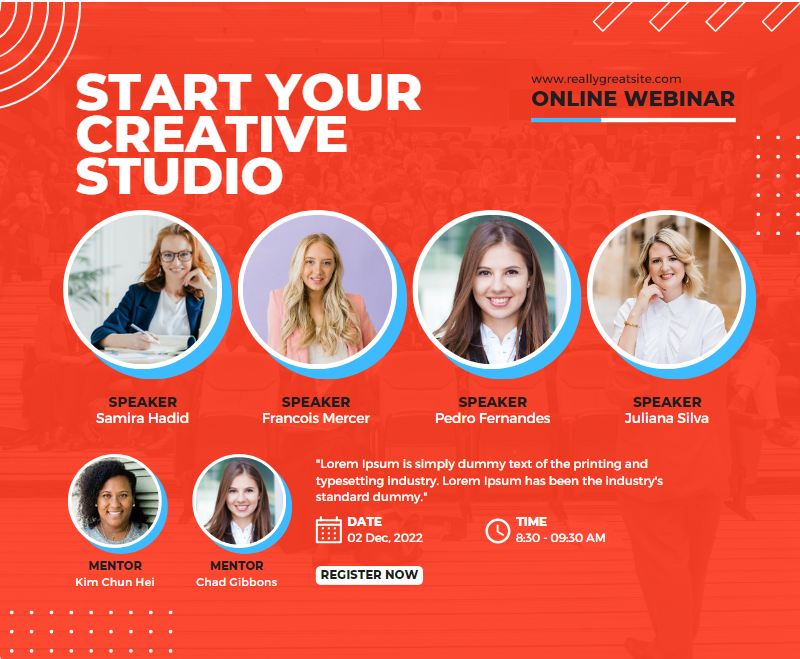 START YOUR
CREATIVE
STUDIO
www.reallygreatsite.com
ONLINE WEBINAR
SPEAKER
Samira Hadid
SPEAKER
Francois Mercer
SPEAKER
Pedro Fernandes
SPEAKER
Juliana Silva
MENTOR
Kim Chun Hei
MENTOR
Chad Gibbons
"Lorem Ipsum is simply dummy text of the printing and
typesetting industry. Lorem Ipsum has been the industry's
standard dummy."
DATE
02 Dec, 2022
TIME
8:30 - 09:30 AM
REGISTER NOW